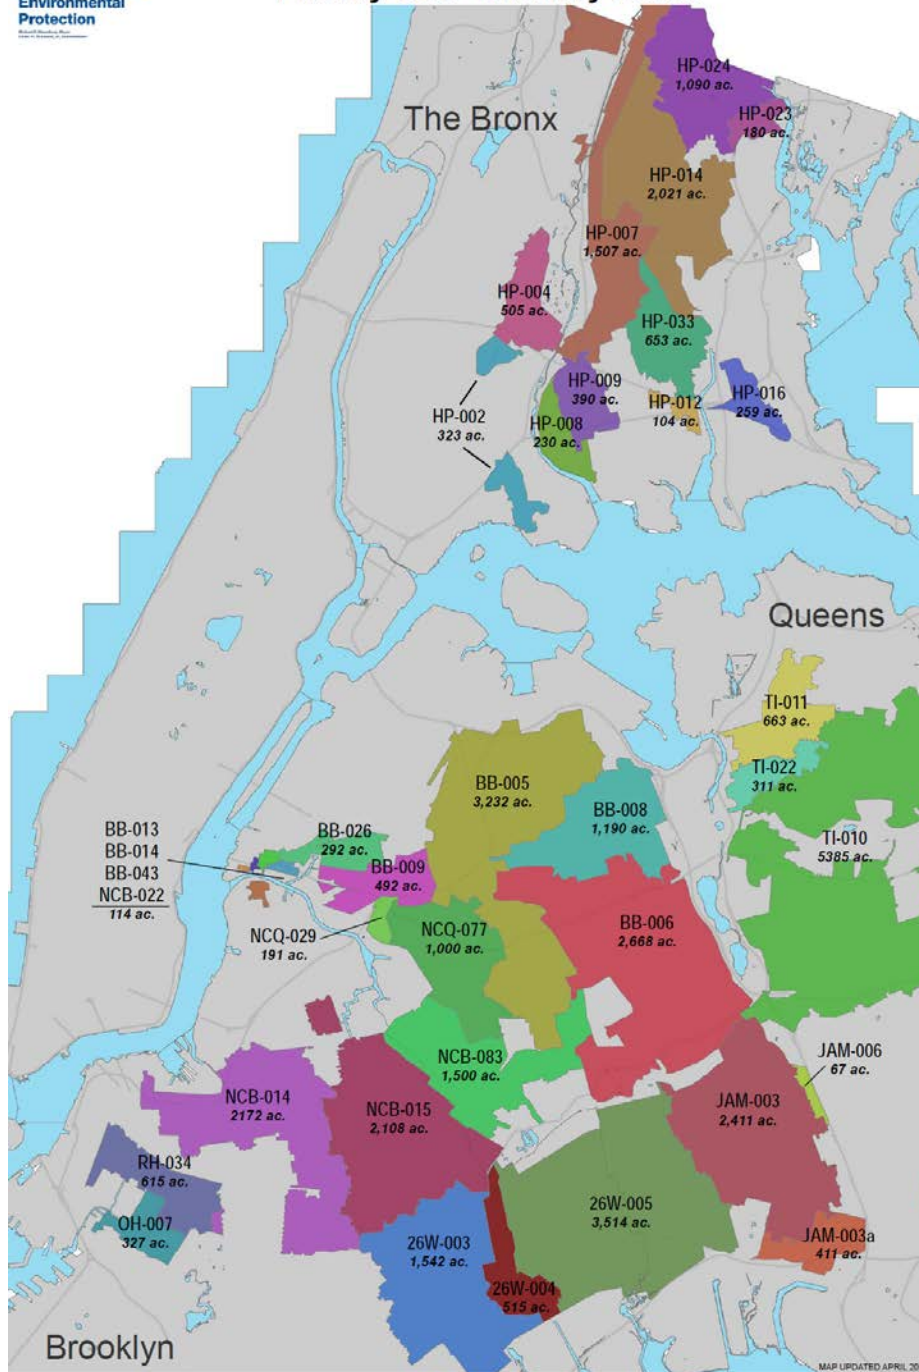 Environmental
Protection
The Bronx
HP-024
1,090 ac.
HP-023
180 ac.
HP-014
2,021 ac.
HP-007
1,507 ac.
HP-004
505 ac.
HP-033
653 ac.
HP-009
390 ac.
HP-012
104 ac.
HP-016
259 ac.
HP-002
323 ac.
HP-008
230 ac.
Queens
TI-011
663 ac.
TI-022
311 ac.
BB-005
3,232 ac.
BB-008
1,190 ac.
BB-013
BB-014
BB-043
NCB-022
114 ac.
BB-026
292 ac.
BB-009
492 ac.
TI-010
5385 ac.
NCQ-029
191 ac.
NCQ-077
1,000 ac.
BB-006
2,668 ac.
NCB-083
1,500 ac.
JAM-006
67 ac.
NCB-014
2172 ac.
NCB-015
2,108 ac.
JAM-003
2,411 ac.
RH-034
615 ac.
OH-007
327 ac.
26W-005
3,514 ac.
26W-003
1,542 ac.
JAM-003a
411 ac.
26W-004
515 ac.
Brooklyn
MAP UPDATED APRIL 20